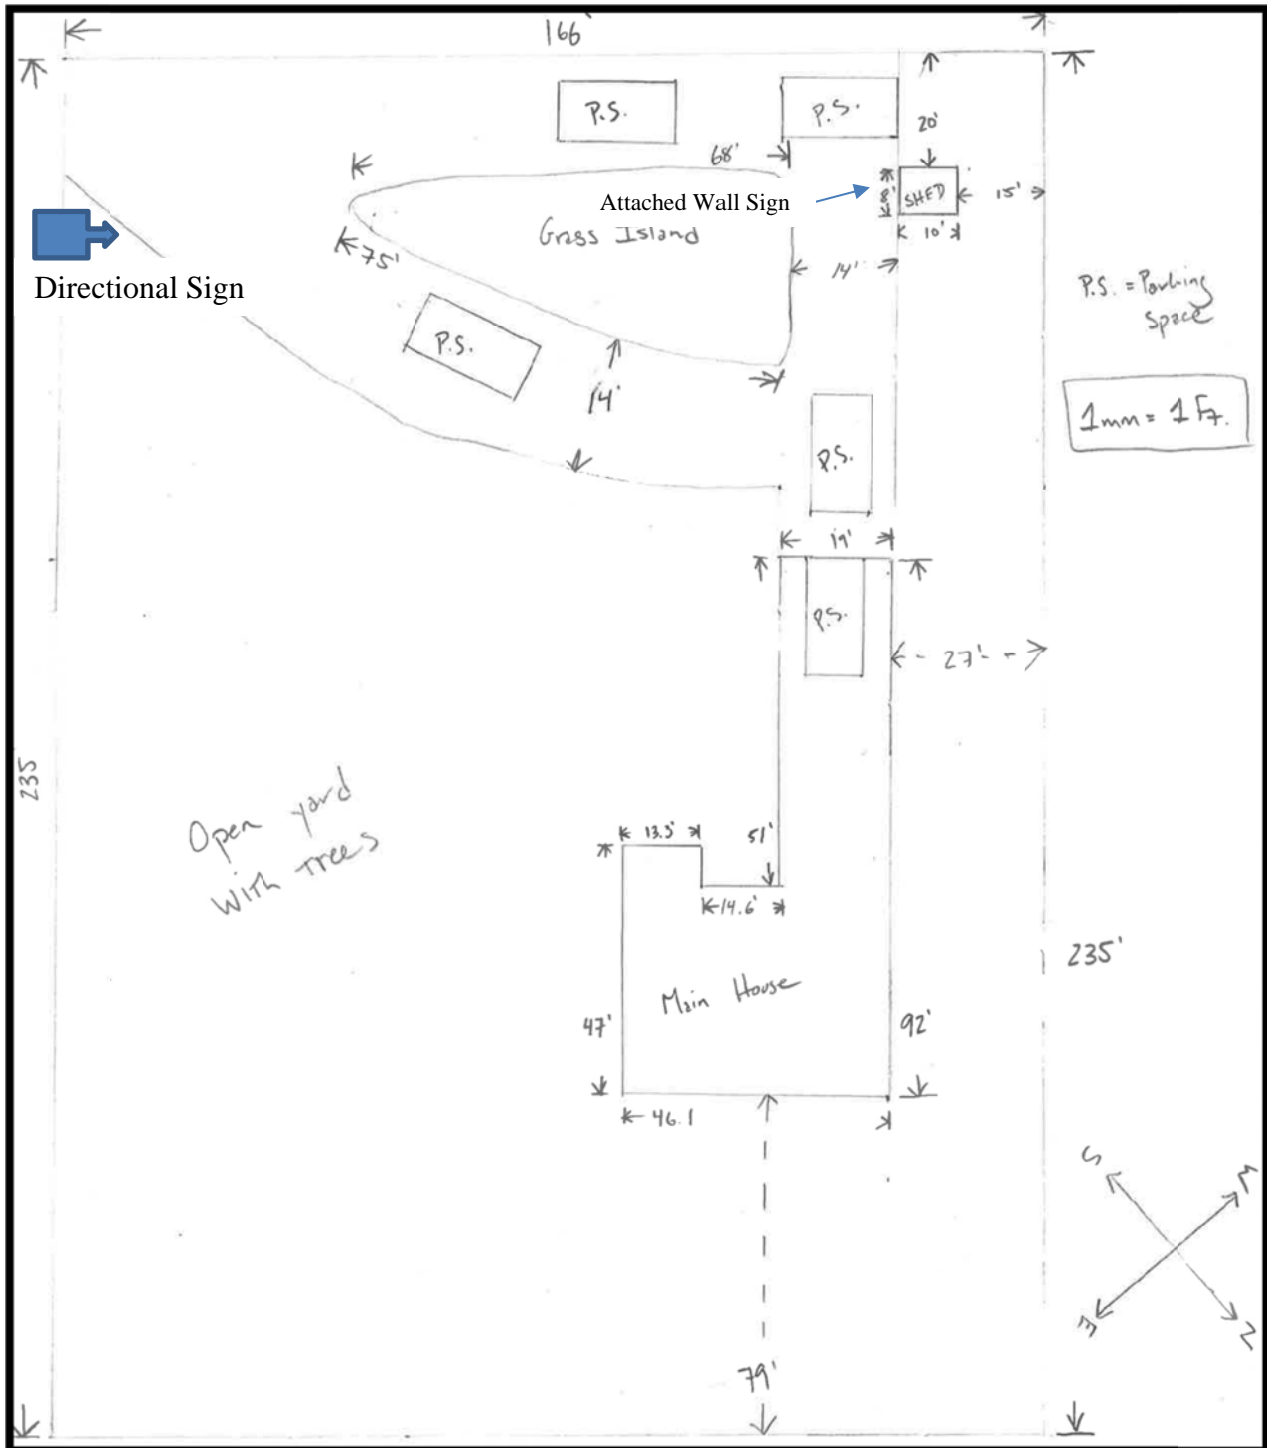 166'
P.S.
P.S.
20'
68'
Attached Wall Sign
8'
SHED
15'
Grass Island
10'
75'
14'
Directional Sign
P.S. = Parking
Space
P.S.
14'
1mm = 1 FT.
P.S.
19'
P.S.
27'
235
Open yard
with trees
13.3'
51'
14.6'
Main House
235'
47'
92'
46.1
S
E
W
N
79'